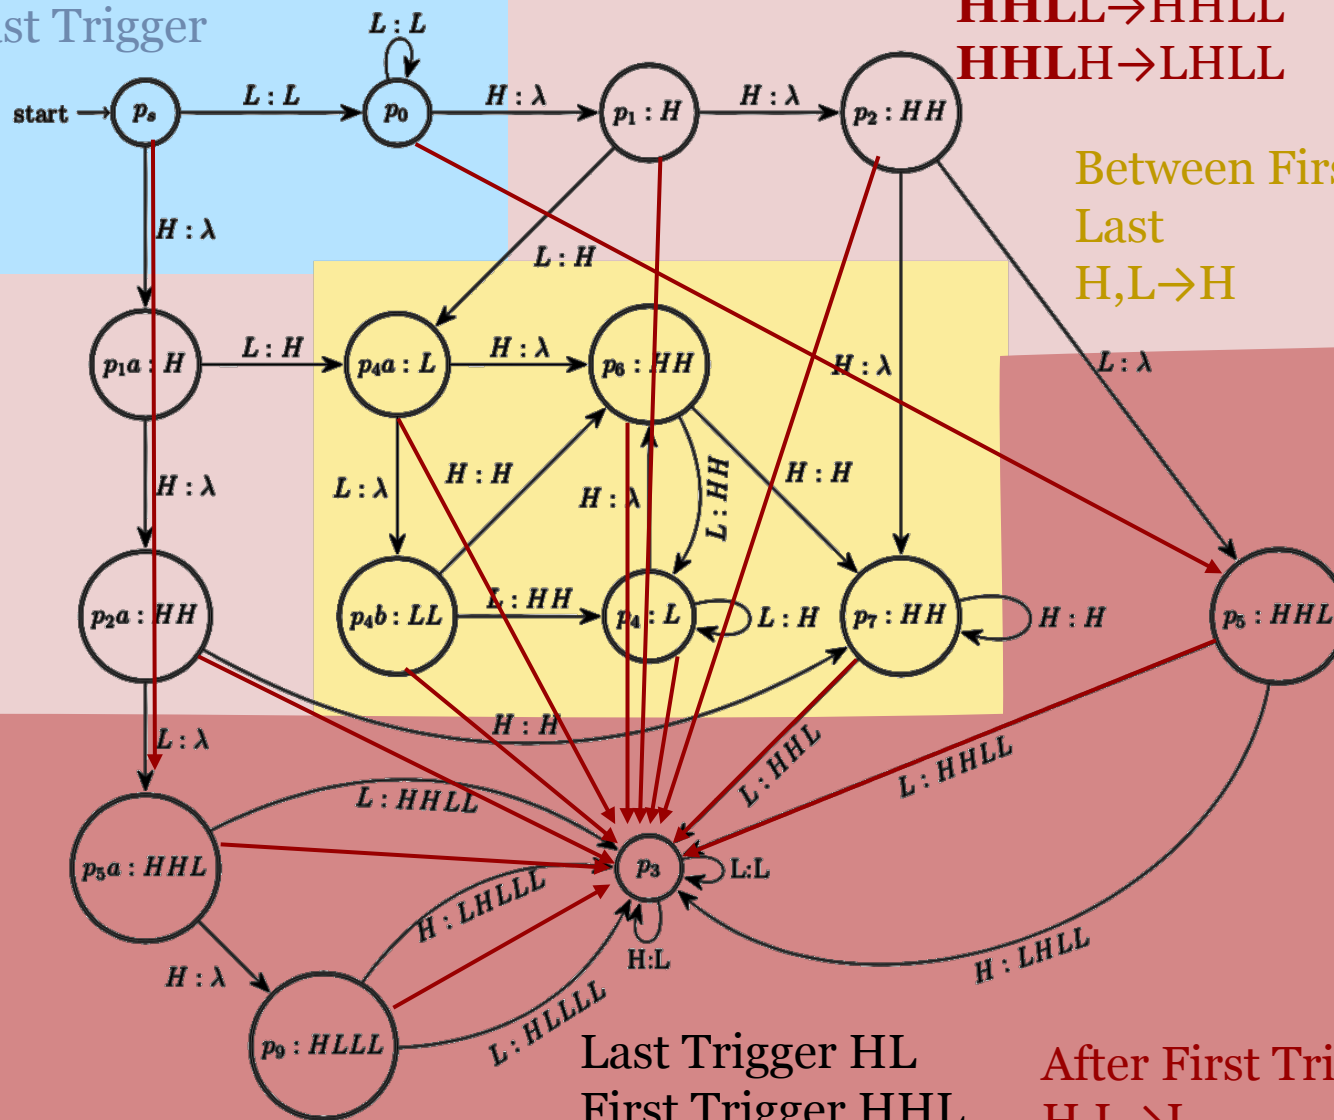 HHLL→HHLL
st Trigger
L : L
HHLH→LHLL
start
pₛ
L : L
p₀
H : λ
p₁ : H
H : λ
p₂ : HH
Between Firs
Last
H,L→H
H : λ
L : H
p₁a : H
L : H
p₄a : L
H : λ
p₆ : HH
H : λ
L : λ
H : λ
L : λ
H : H
H : λ
L : HH
H : H
p₂a : HH
p₄b : LL
L : HH
p₄ : L
L : H
p₇ : HH
H : H
p₅ : HHL
L : λ
H : H
L : HHL
L : HHLL
L : HHLL
p₅a : HHL
p₃
L:L
H : LHLLL
H:L
H : LHLL
H : λ
p₉ : HLLL
L : HLLLL
Last Trigger HL
After First Tri
First Trigger HHL
H,L→L